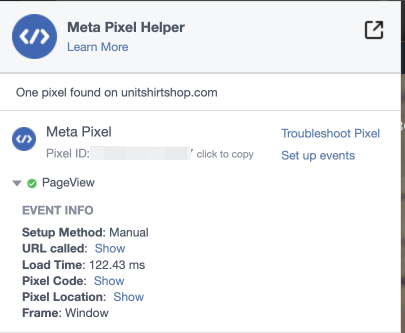 Meta Pixel Helper
Learn More
One pixel found on unitshirtshop.com
Meta Pixel
Troubleshoot Pixel
Pixel ID: click to copy
Set up events
PageView
EVENT INFO
Setup Method: Manual
URL called: Show
Load Time: 122.43 ms
Pixel Code: Show
Pixel Location: Show
Frame: Window